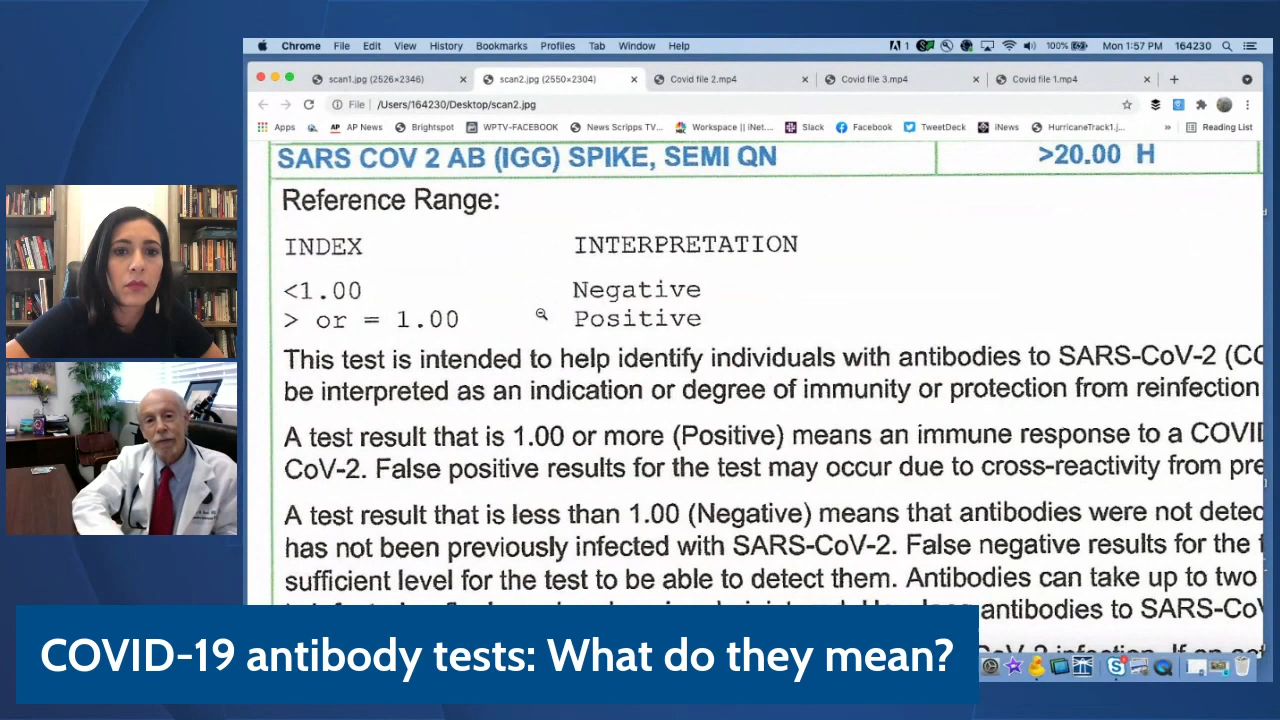 Chrome File Edit View History Bookmarks Profiles Tab Window Help
1 100% Mon 1:57 PM 164230
scan1.jpg (2526×2346) scan2.jpg (2550×2304) Covid file 2.mp4 Covid file 3.mp4 Covid file 1.mp4
File /Users/164230/Desktop/scan2.jpg
Apps AP AP News Brightspot WPTV-FACEBOOK News Scripps TV... Workspace || iNet.... Slack Facebook TweetDeck iNews HurricaneTrack1.j... » Reading List
SARS COV 2 AB (IGG) SPIKE, SEMI QN >20.00 H
Reference Range:
INDEX INTERPRETATION
<1.00 Negative
> or = 1.00 Positive
This test is intended to help identify individuals with antibodies to SARS-CoV-2 (CO
be interpreted as an indication or degree of immunity or protection from reinfection
A test result that is 1.00 or more (Positive) means an immune response to a COVID
CoV-2. False positive results for the test may occur due to cross-reactivity from pre
A test result that is less than 1.00 (Negative) means that antibodies were not detec
has not been previously infected with SARS-CoV-2. False negative results for the
sufficient level for the test to be able to detect them. Antibodies can take up to two
antibodies to SARS-CoV
COVID-19 antibody tests: What do they mean?